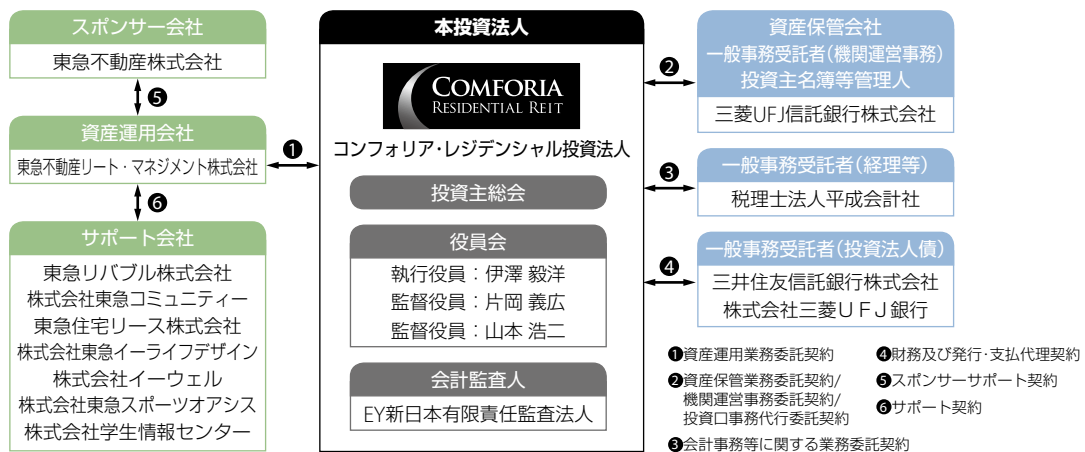 スポンサー会社
東急不動産株式会社
❺
資産運用会社
東急不動産リート・マネジメント株式会社
❻
サポート会社
東急リバブル株式会社
株式会社東急コミュニティー
東急住宅リース株式会社
株式会社東急イーライフデザイン
株式会社イーウェル
株式会社東急スポーツオアシス
株式会社学生情報センター
❶
本投資法人
COMFORIA
RESIDENTIAL REIT
コンフォリア・レジデンシャル投資法人
投資主総会
役員会
執行役員：伊澤 毅洋
監督役員：片岡 義広
監督役員：山本 浩二
会計監査人
EY新日本有限責任監査法人
❷
資産保管会社
一般事務受託者(機関運営事務)
投資主名簿等管理人
三菱UFJ信託銀行株式会社
❸
一般事務受託者(経理等)
税理士法人平成会計社
❹
一般事務受託者(投資法人債)
三井住友信託銀行株式会社
株式会社三菱ＵＦＪ銀行
❶資産運用業務委託契約
❷資産保管業務委託契約/
機関運営事務委託契約/
投資口事務代行委託契約
❸会計事務等に関する業務委託契約
❹財務及び発行・支払代理契約
❺スポンサーサポート契約
❻サポート契約